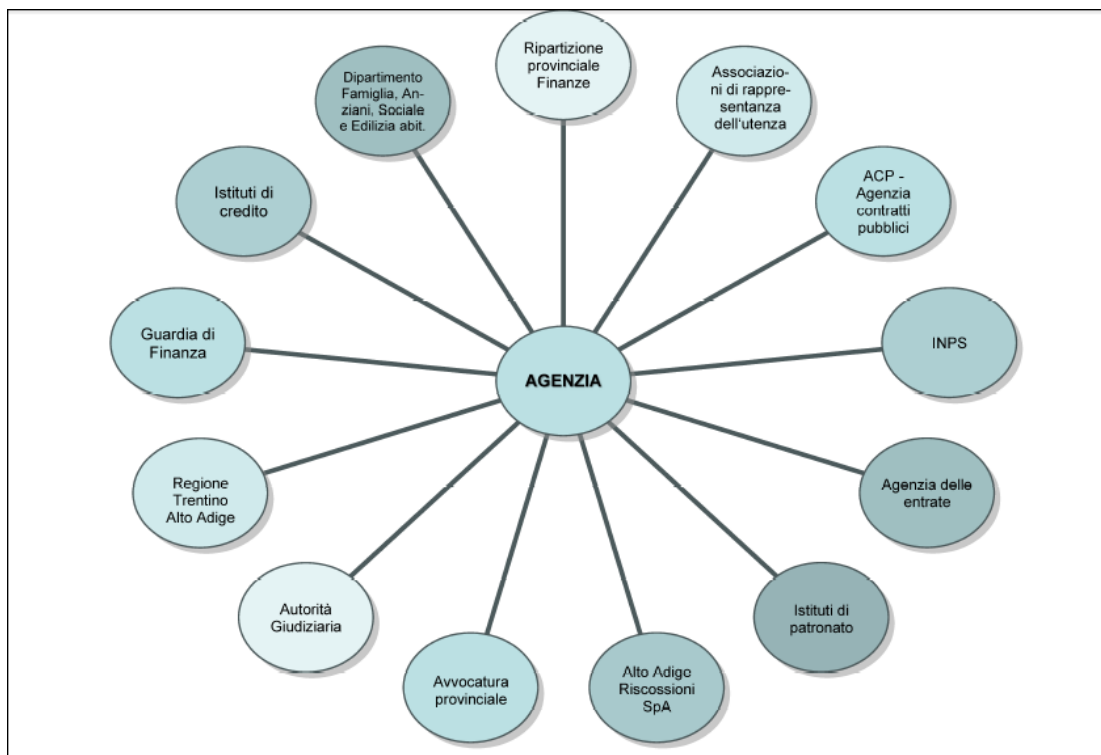 Ripartizione
provinciale
Finanze
Associazio-
ni di rappre-
sentanza
dell'utenza
ACP -
Agenzia
contratti
pubblici
INPS
Agenzia delle
entrate
Istituti di
patronato
Alto Adige
Riscossioni
SpA
Avvocatura
provinciale
Autorità
Giudiziaria
Regione
Trentino
Alto Adige
Guardia di
Finanza
Istituti di
credito
Dipartimento
Famiglia, An-
ziani, Sociale
e Edilizia abit.
AGENZIA